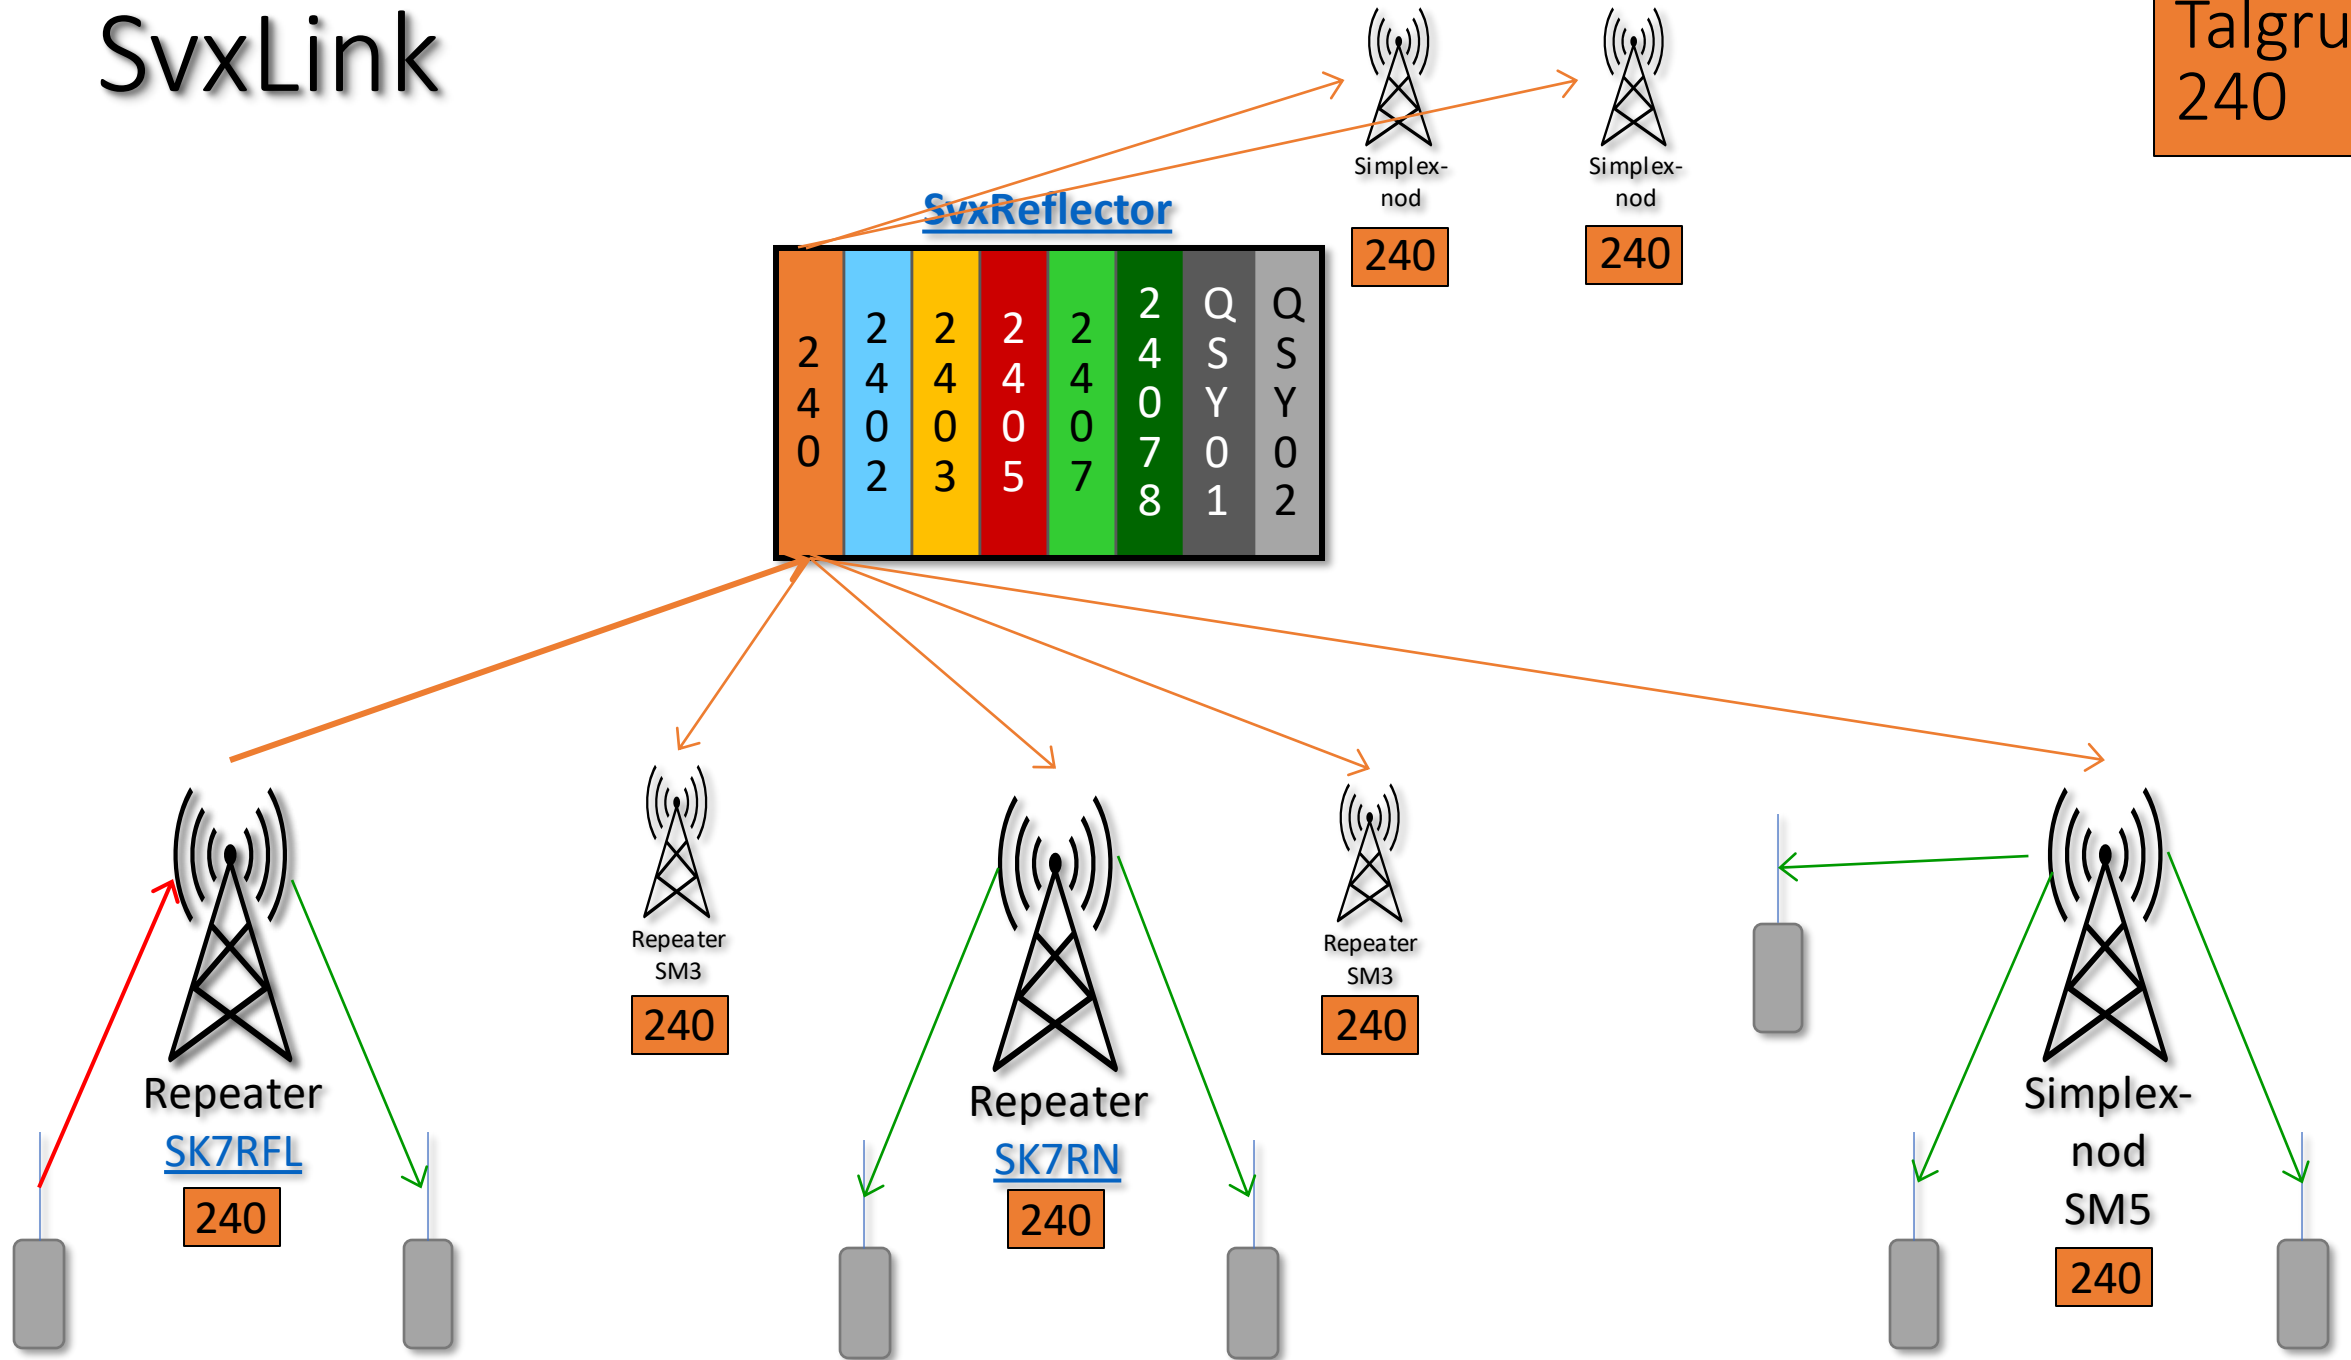 SvxLink
Talgru
240
Simplex-
nod
240
Simplex-
nod
240
SvxReflector
240
2402
2403
2405
2407
24078
QSY01
QSY02
Repeater
SK7RFL
240
Repeater
SM3
240
Repeater
SK7RN
240
Repeater
SM3
240
Simplex-
nod
SM5
240